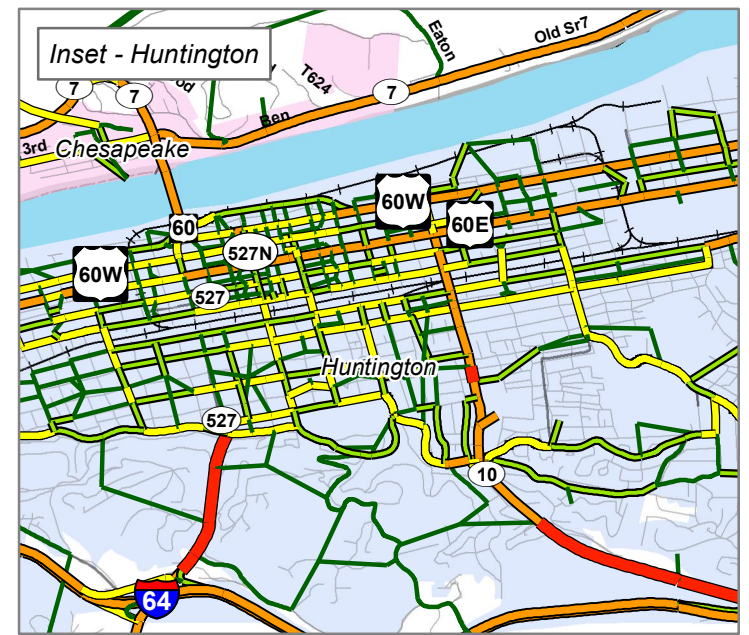 Inset - Huntington
Eaton
Old Sr7
T624
7
7
7
Ben
3rd
Chesapeake
60W
60
60E
527N
60W
527
Huntington
527
10
64